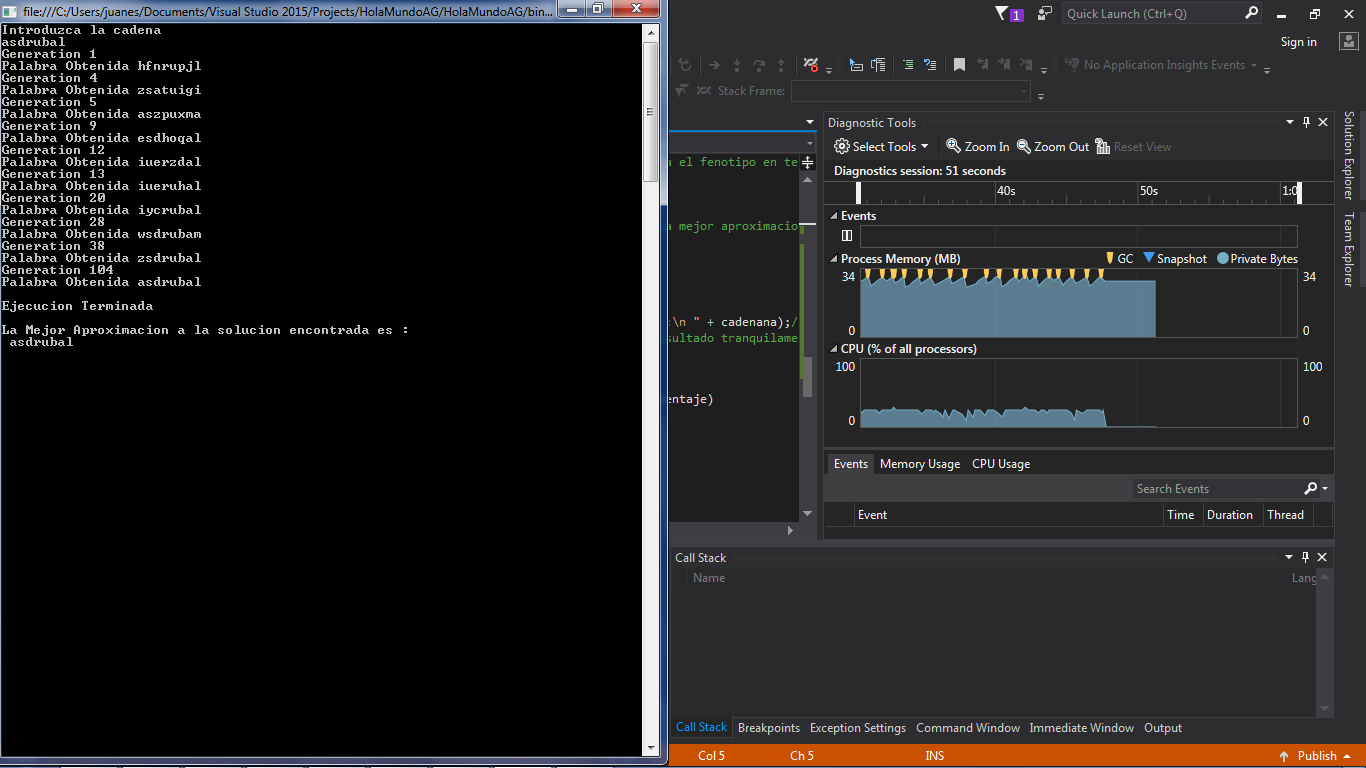 file:///C:/Users/juanes/Documents/Visual Studio 2015/Projects/HolaMundoAG/HolaMundoAG/bin...
Introduzca la cadena
asdrubal
Generation 1
Palabra Obtenida hfnrupjl
Generation 4
Palabra Obtenida zsatuigi
Generation 5
Palabra Obtenida aszpuxma
Generation 9
Palabra Obtenida esdhoqal
Generation 12
Palabra Obtenida iuerzdal
Generation 13
Palabra Obtenida iueruhal
Generation 20
Palabra Obtenida iycrubal
Generation 28
Palabra Obtenida wsdrubam
Generation 38
Palabra Obtenida zsdrubal
Generation 104
Palabra Obtenida asdrubal
Ejecucion Terminada
La Mejor Aproximacion a la solucion encontrada es :
asdrubal
1
Quick Launch (Ctrl+Q)
Sign in
No Application Insights Events
Stack Frame:
a el fenotipo en te
a mejor aproximacio
:\n " + cadenana);/
sultado tranquilame
entaje)
Diagnostic Tools
Select Tools
Zoom In
Zoom Out
Reset View
Diagnostics session: 51 seconds
40s
50s
1:0
Events
Process Memory (MB)
GC
Snapshot
Private Bytes
34
34
0
0
CPU (% of all processors)
100
100
0
0
Events
Memory Usage
CPU Usage
Search Events
Event
Time
Duration
Thread
Solution Explorer
Team Explorer
Call Stack
Name
Lang
Call Stack
Breakpoints
Exception Settings
Command Window
Immediate Window
Output
Col 5
Ch 5
INS
Publish